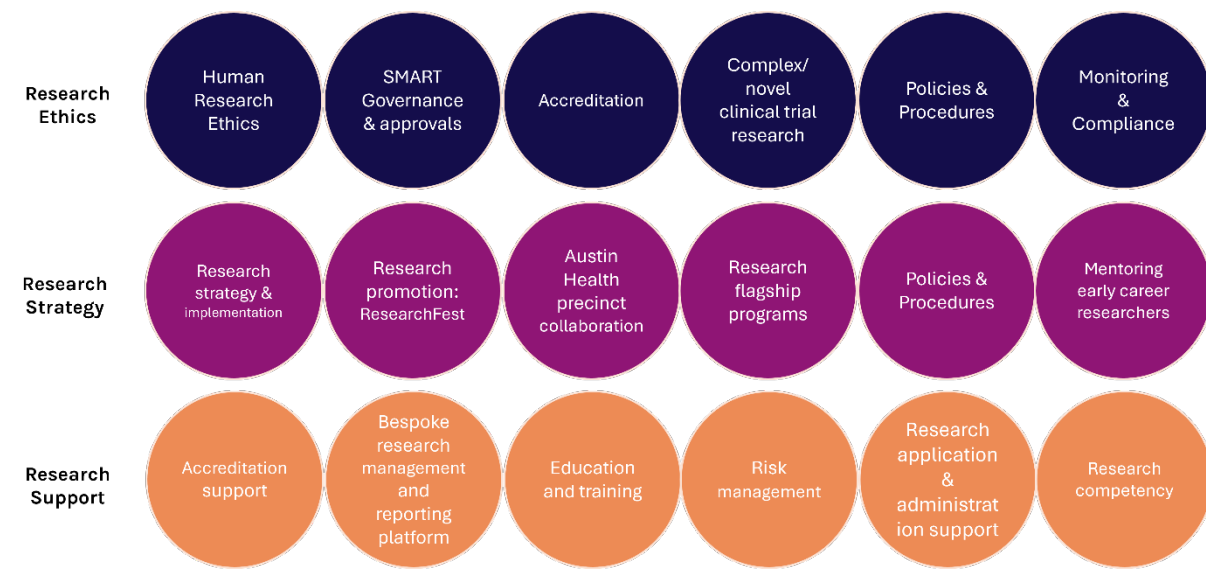 Research
Ethics
Human
Research
Ethics
SMART
Governance
& approvals
Accreditation
Complex/
novel
clinical trial
research
Policies &
Procedures
Monitoring
&
Compliance
Research
Strategy
Research
strategy &
implementation
Research
promotion:
ResearchFest
Austin
Health
precinct
collaboration
Research
flagship
programs
Policies &
Procedures
Mentoring
early career
researchers
Research
Support
Accreditation
support
Bespoke
research
management
and
reporting
platform
Education
and training
Risk
management
Research
application
&
administrat
ion support
Research
competency